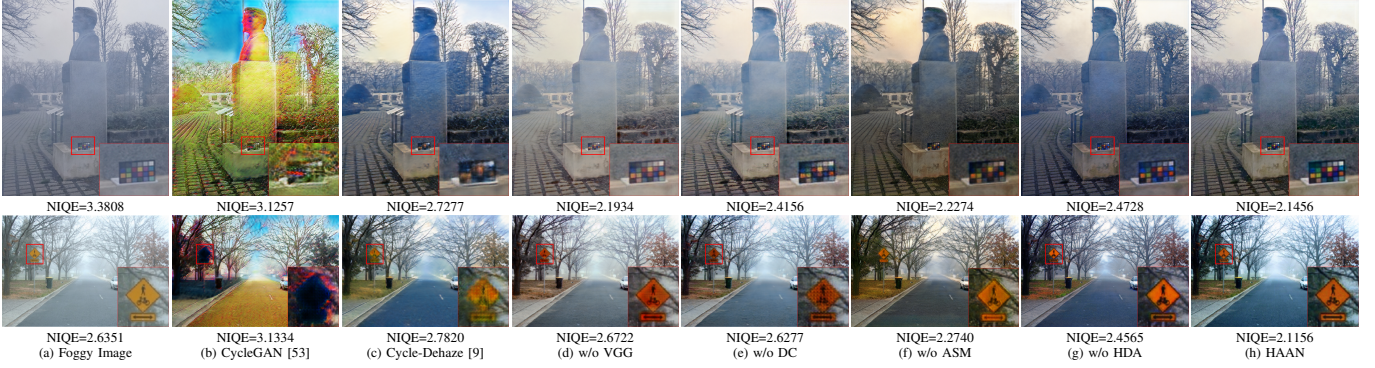 NIQE=3.3808 NIQE=3.1257 NIQE=2.7277 NIQE=2.1934 NIQE=2.4156 NIQE=2.2274 NIQE=2.4728 NIQE=2.1456
NIQE=2.6351 NIQE=3.1334 NIQE=2.7820 NIQE=2.6722 NIQE=2.6277 NIQE=2.2740 NIQE=2.4565 NIQE=2.1156
(a) Foggy Image (b) CycleGAN [53] (c) Cycle-Dehaze [9] (d) w/o VGG (e) w/o DC (f) w/o ASM (g) w/o HDA (h) HAAN